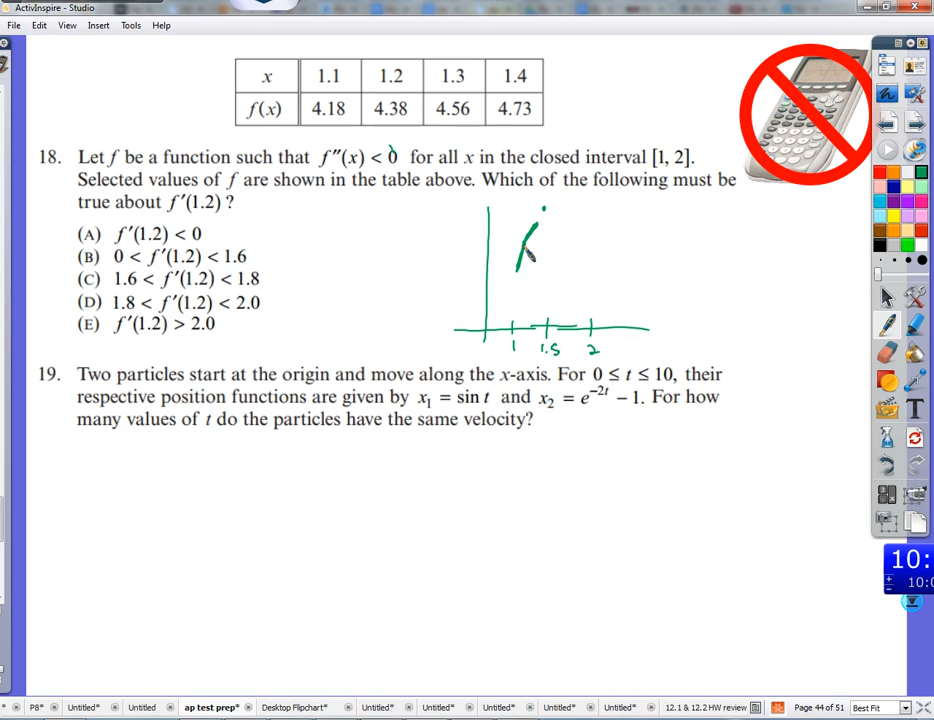 ActivInspire - Studio
File Edit View Insert Tools Help
x 1.1 1.2 1.3 1.4
f(x) 4.18 4.38 4.56 4.73
18. Let f be a function such that f″(x) < 0 for all x in the closed interval [1, 2].
Selected values of f are shown in the table above. Which of the following must be
true about f′(1.2) ?
(A) f′(1.2) < 0
(B) 0 < f′(1.2) < 1.6
(C) 1.6 < f′(1.2) < 1.8
(D) 1.8 < f′(1.2) < 2.0
(E) f′(1.2) > 2.0
1 1.5 2
19. Two particles start at the origin and move along the x-axis. For 0 ≤ t ≤ 10, their
respective position functions are given by x₁ = sin t and x₂ = e⁻²ᵗ − 1. For how
many values of t do the particles have the same velocity?
10:
10:0
* P8* Untitled* Untitled ap test prep* Desktop Flipchart* Untitled* Untitled* Untitled* Untitled* Untitled* 12.1 & 12.2 HW review Page 44 of 51 Best Fit